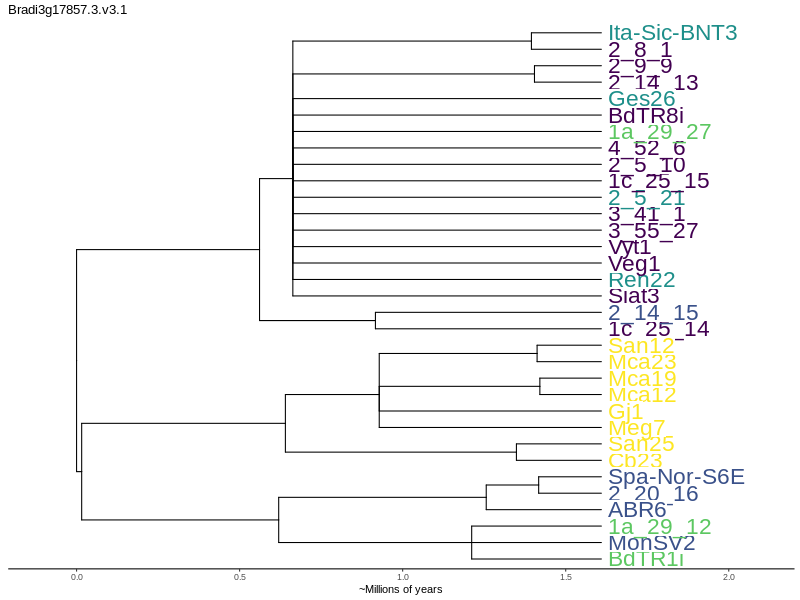 Bradi3g17857.3.v3.1
Ita-Sic-BNT3
2_8_1
2_9_9
2_14_13
Ges26
BdTR8i
1a_29_27
4_52_6
2_5_10
1c_25_15
2_5_21
3_41_1
3_55_27
Vyt1
Veg1
Ren22
Siat3
2_14_15
1c_25_14
San12
Mca23
Mca19
Mca12
Gj1
Meg7
San25
Cb23
Spa-Nor-S6E
2_20_16
ABR6
1a_29_12
MonSV2
BdTR1i
0.0 0.5 1.0 1.5 2.0
~Millions of years